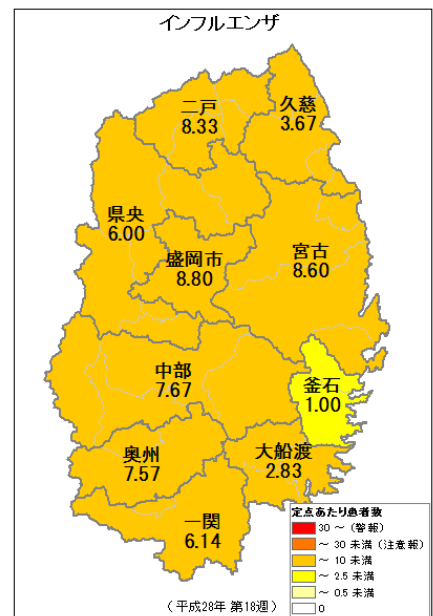 インフルエンザ
二戸
8.33
久慈
3.67
県央
6.00
盛岡市
8.80
宮古
8.60
中部
7.67
釜石
1.00
奥州
7.57
大船渡
2.83
一関
6.14
定点あたり患者数
30 ～ (警報)
～ 30 未満 (注意報)
～ 10 未満
～ 2.5 未満
～ 0.5 未満
0
(平成28年 第18週)